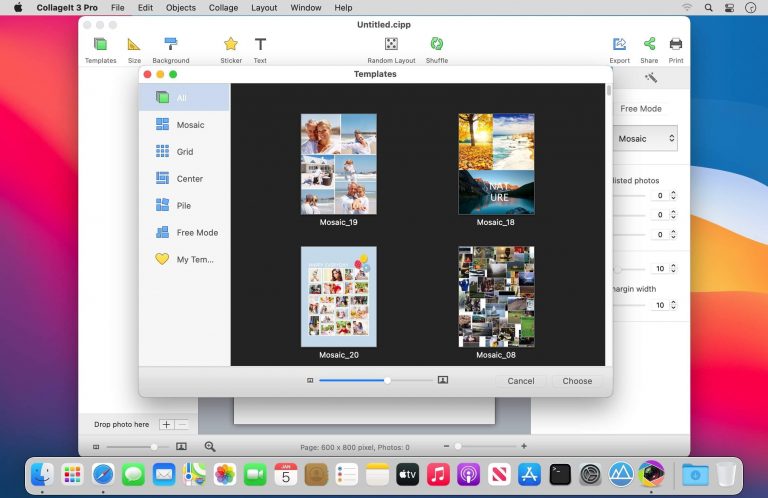 CollageIt 3 Pro File Edit Objects Collage Layout Window Help
Untitled.cipp
Templates Size Background Sticker Text Random Layout Shuffle Export Share Print
Templates
All
Mosaic
Grid
Center
Pile
Free Mode
My Tem...
NAT
URE
Mosaic_19
Mosaic_18
Mosaic_20
Mosaic_08
Cancel Choose
Free Mode
Mosaic
listed photos
0
0
0
10
margin width
10
Drop photo here
Page: 600 x 800 pixel, Photos: 0
JAN
5
tv